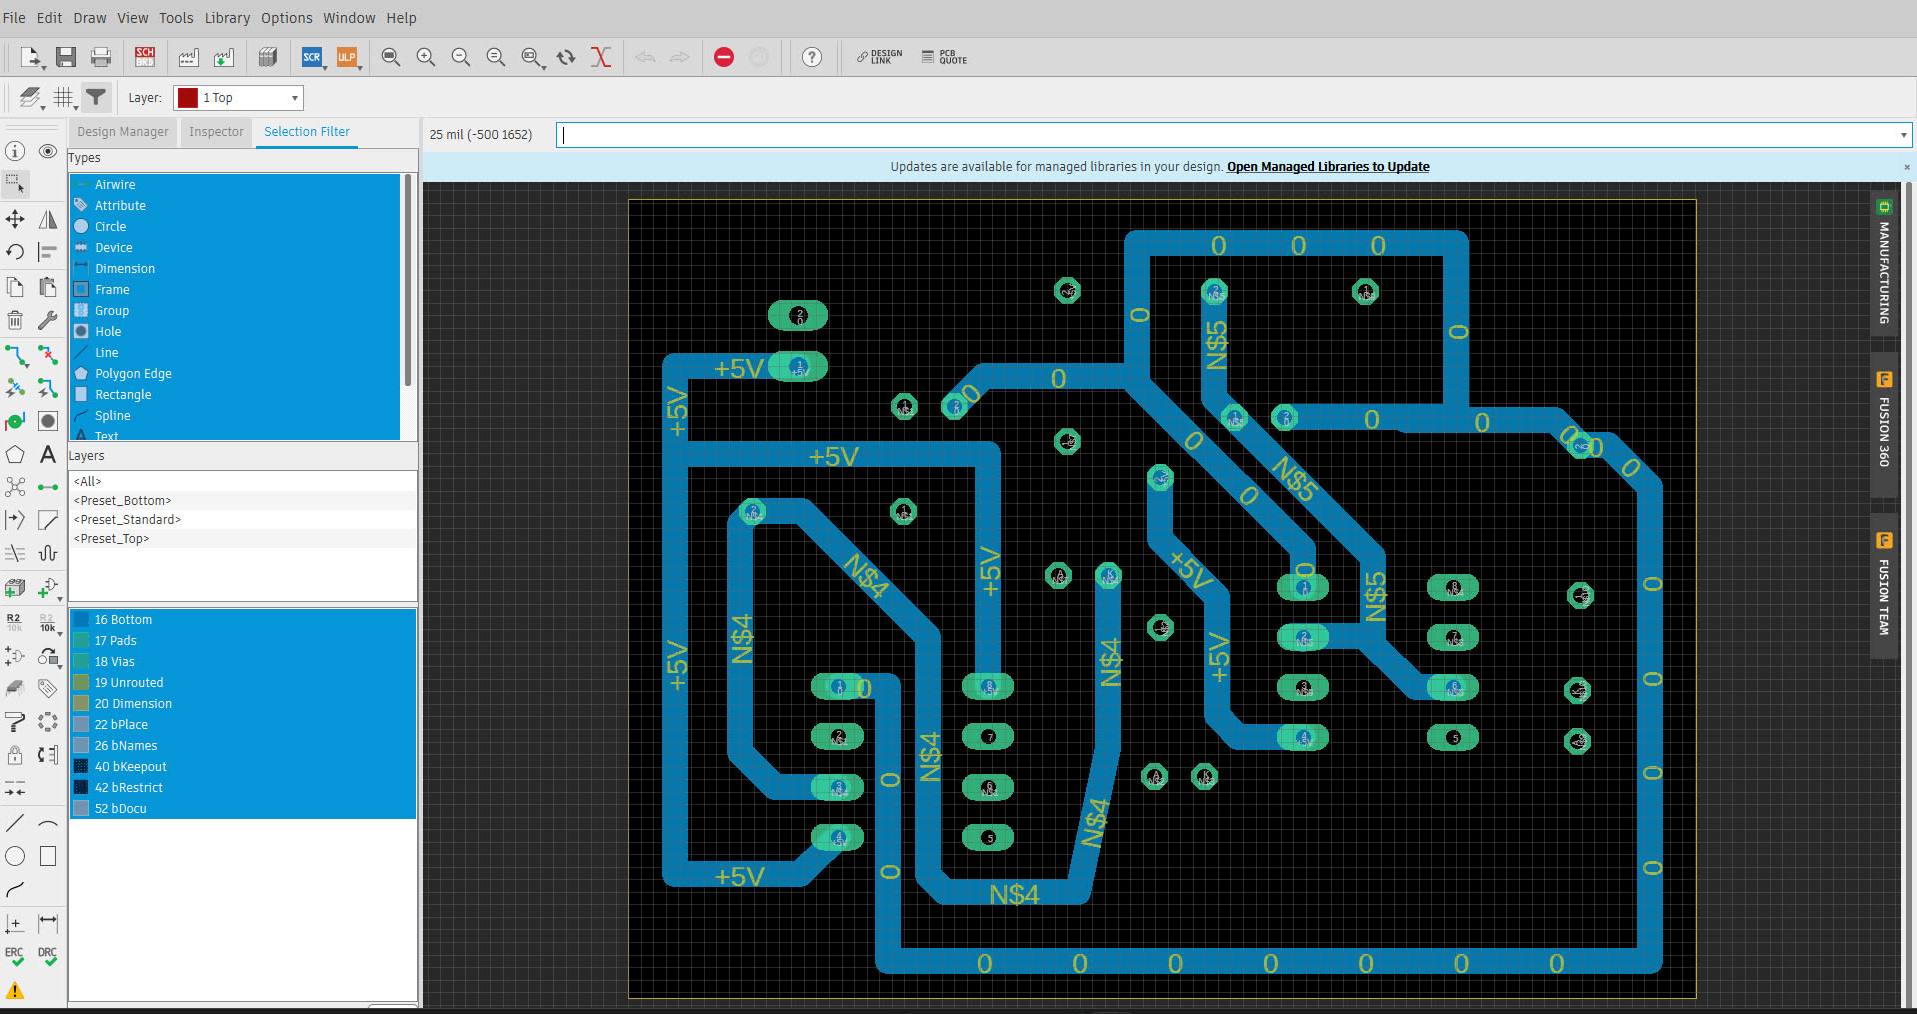 File Edit Draw View Tools Library Options Window Help
SCH BRD SCR ULP ? DESIGN LINK PCB QUOTE
Layer: 1 Top
Design Manager Inspector Selection Filter
25 mil (-500 1652)
Updates are available for managed libraries in your design. Open Managed Libraries to Update
Types
Airwire
Attribute
Circle
Device
Dimension
Frame
Group
Hole
Line
Polygon Edge
Rectangle
Spline
Text
Layers
<All>
<Preset_Bottom>
<Preset_Standard>
<Preset_Top>
16 Bottom
17 Pads
18 Vias
19 Unrouted
20 Dimension
22 bPlace
26 bNames
40 bKeepout
42 bRestrict
52 bDocu
R2 10k
R2 10k
ERC DRC
MANUFACTURING
FUSION 360
FUSION TEAM
0 0 0
0
N$5
0
+5V
0
0
0
0
0
0
0
+5V
+5V
0
0
N$5
+5V
N$4
+5V
0
N$5
0
N$4
+5V
N$4
+5V
0
0
N$4
0
0
N$4
0
0
+5V
N$4
0 0 0 0 0 0 0